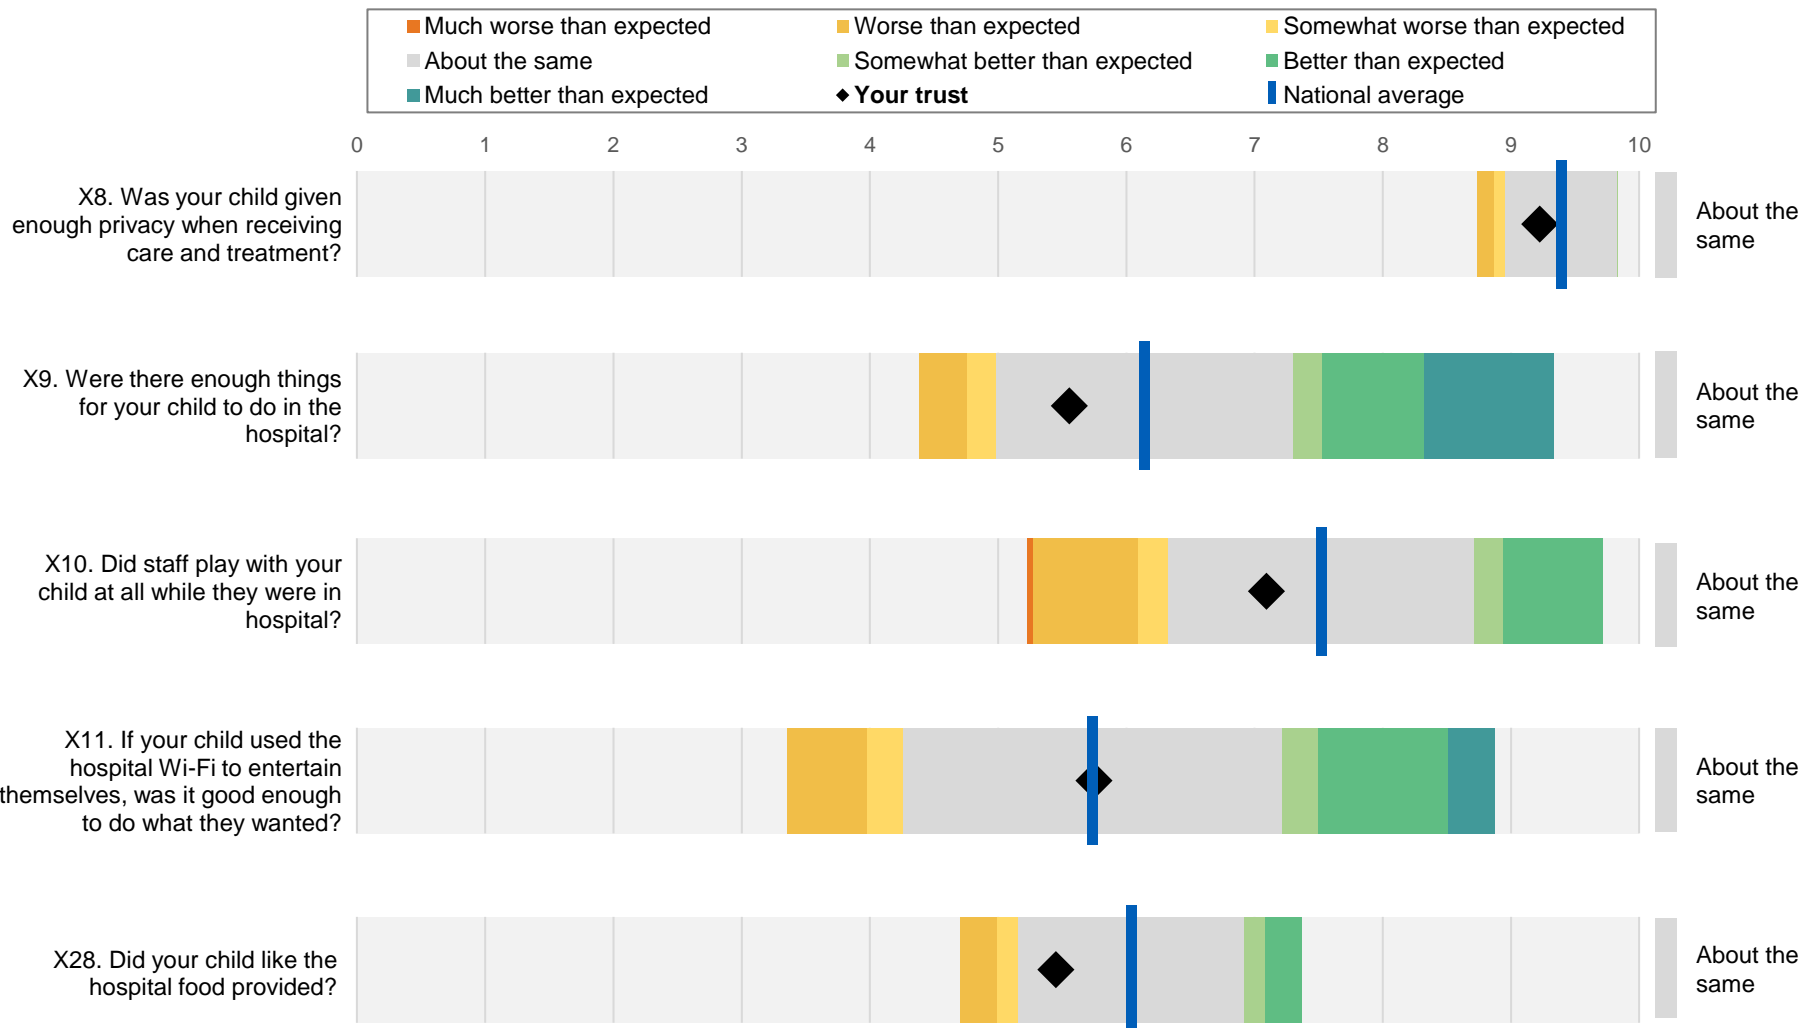 Much worse than expected
Worse than expected
Somewhat worse than expected
About the same
Somewhat better than expected
Better than expected
Much better than expected
Your trust
National average
0 1 2 3 4 5 6 7 8 9 10
X8. Was your child given
enough privacy when receiving
care and treatment?
About the
same
X9. Were there enough things
for your child to do in the
hospital?
About the
same
X10. Did staff play with your
child at all while they were in
hospital?
About the
same
X11. If your child used the
hospital Wi-Fi to entertain
themselves, was it good enough
to do what they wanted?
About the
same
X28. Did your child like the
hospital food provided?
About the
same